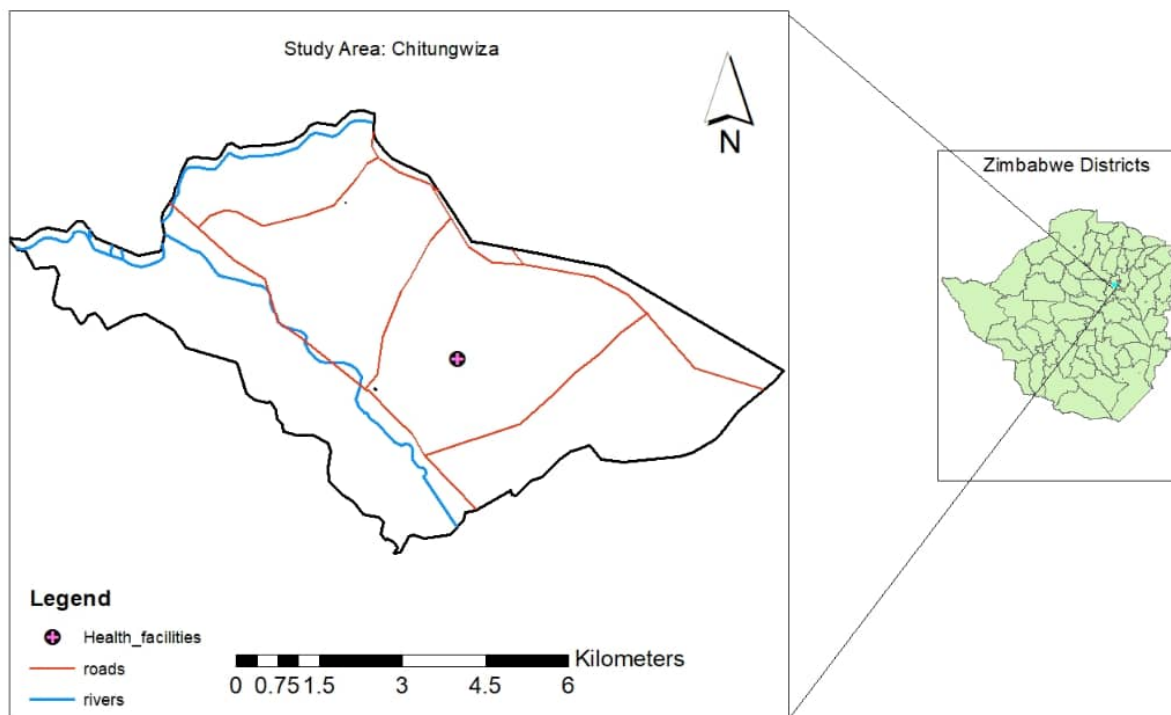 Study Area: Chitungwiza
N
Zimbabwe Districts
Legend
Health_facilities
roads
rivers
Kilometers
0 0.75 1.5 3 4.5 6